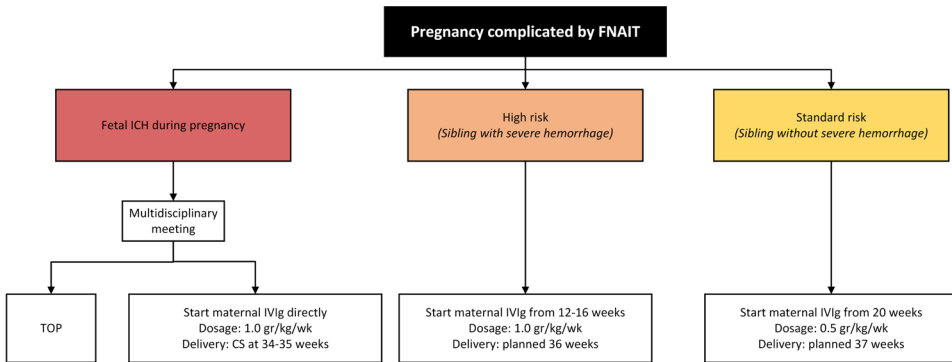 Pregnancy complicated by FNAIT
Fetal ICH during pregnancy
High risk
(Sibling with severe hemorrhage)
Standard risk
(Sibling without severe hemorrhage)
Multidisciplinary
meeting
TOP
Start maternal IVIg directly
Dosage: 1.0 gr/kg/wk
Delivery: CS at 34-35 weeks
Start maternal IVIg from 12-16 weeks
Dosage: 1.0 gr/kg/wk
Delivery: planned 36 weeks
Start maternal IVIg from 20 weeks
Dosage: 0.5 gr/kg/wk
Delivery: planned 37 weeks